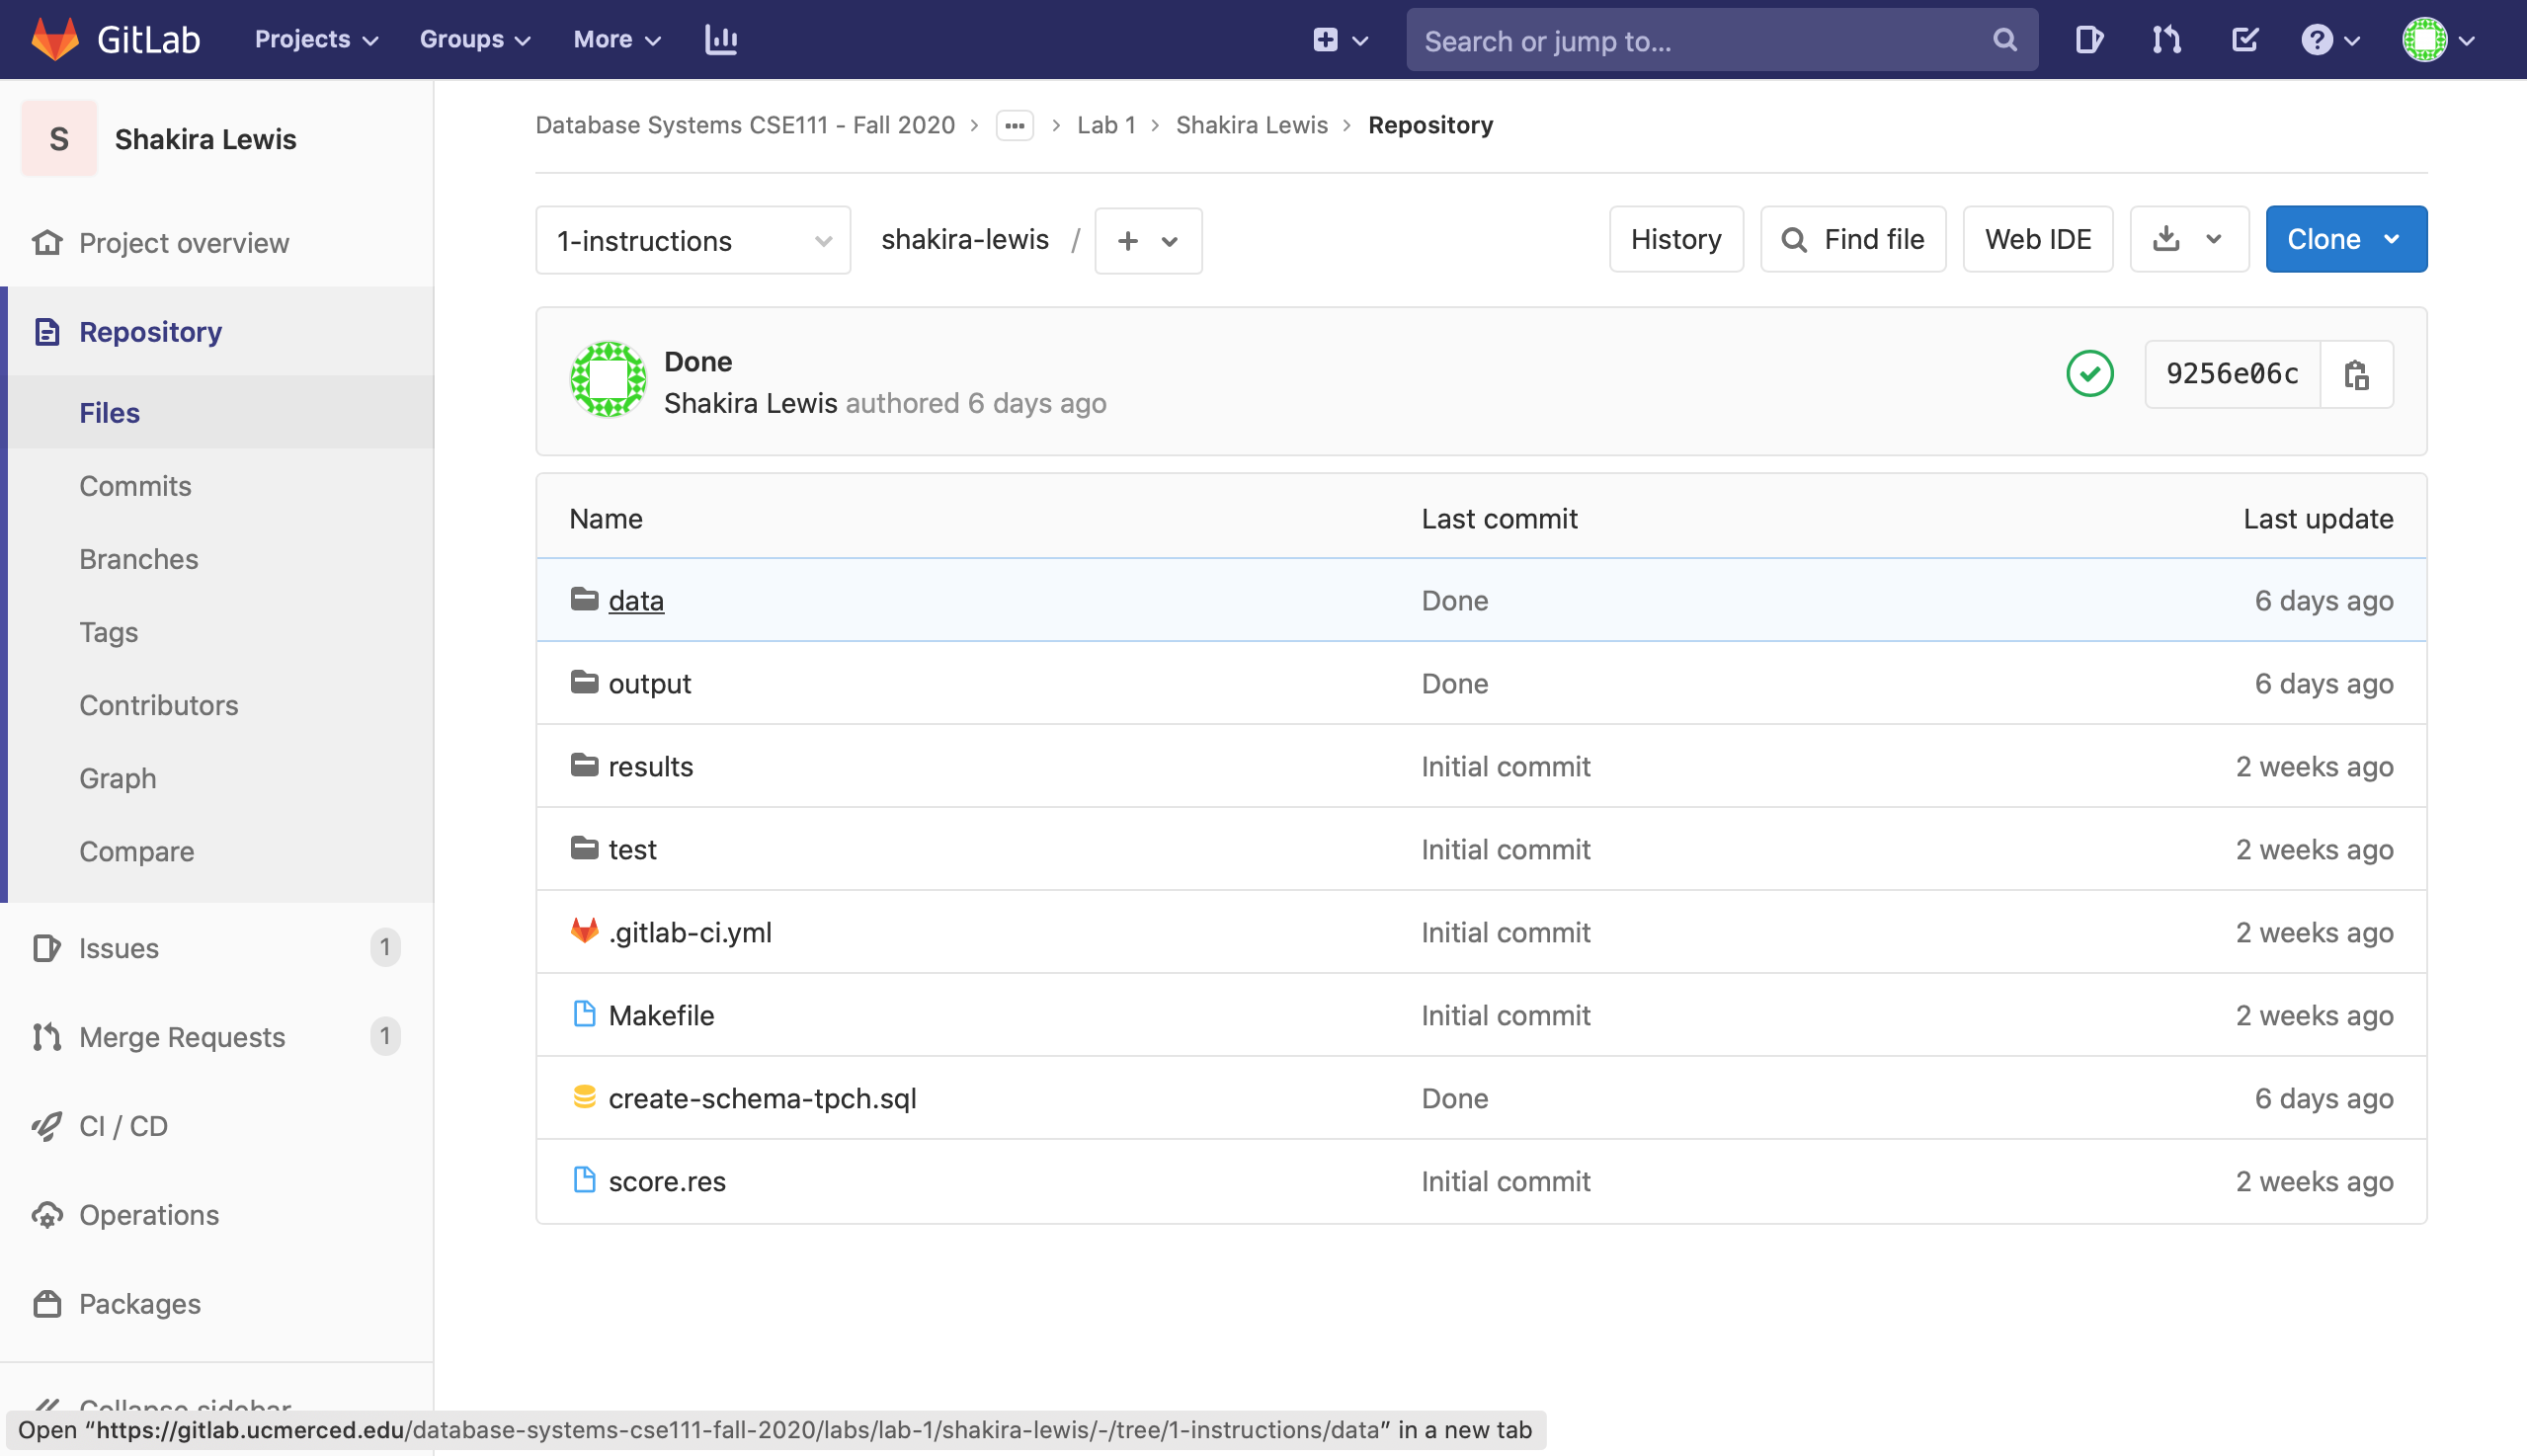 GitLab Projects Groups More Search or jump to...
S Shakira Lewis
Database Systems CSE111 - Fall 2020 › ... › Lab 1 › Shakira Lewis › Repository
Project overview
Repository
Files
Commits
Branches
Tags
Contributors
Graph
Compare
Issues 1
Merge Requests 1
CI / CD
Operations
Packages
Collapse sidebar
1-instructions shakira-lewis / + History Find file Web IDE Clone
Done
Shakira Lewis authored 6 days ago
9256e06c
Name Last commit Last update
data Done 6 days ago
output Done 6 days ago
results Initial commit 2 weeks ago
test Initial commit 2 weeks ago
.gitlab-ci.yml Initial commit 2 weeks ago
Makefile Initial commit 2 weeks ago
create-schema-tpch.sql Done 6 days ago
score.res Initial commit 2 weeks ago
Open “https://gitlab.ucmerced.edu/database-systems-cse111-fall-2020/labs/lab-1/shakira-lewis/-/tree/1-instructions/data” in a new tab